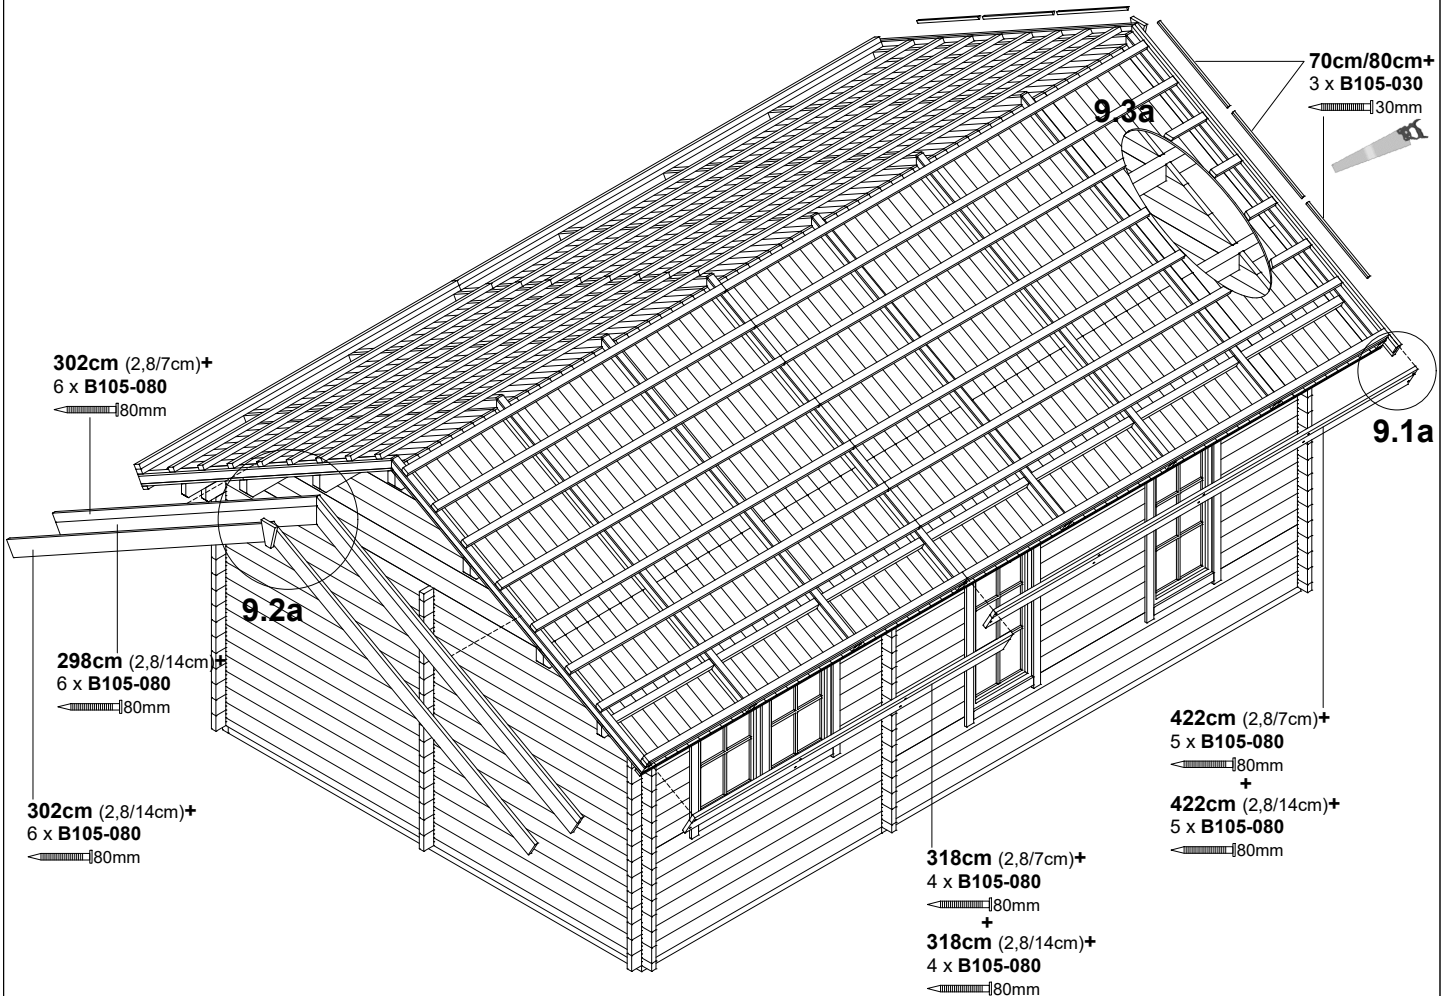 70cm/80cm+
3 x B105-030
30mm
9.3a
302cm (2,8/7cm)+
6 x B105-080
80mm
9.1a
9.2a
298cm (2,8/14cm)+
6 x B105-080
80mm
302cm (2,8/14cm)+
6 x B105-080
80mm
422cm (2,8/7cm)+
5 x B105-080
80mm
+
422cm (2,8/14cm)+
5 x B105-080
80mm
318cm (2,8/7cm)+
4 x B105-080
80mm
+
318cm (2,8/14cm)+
4 x B105-080
80mm